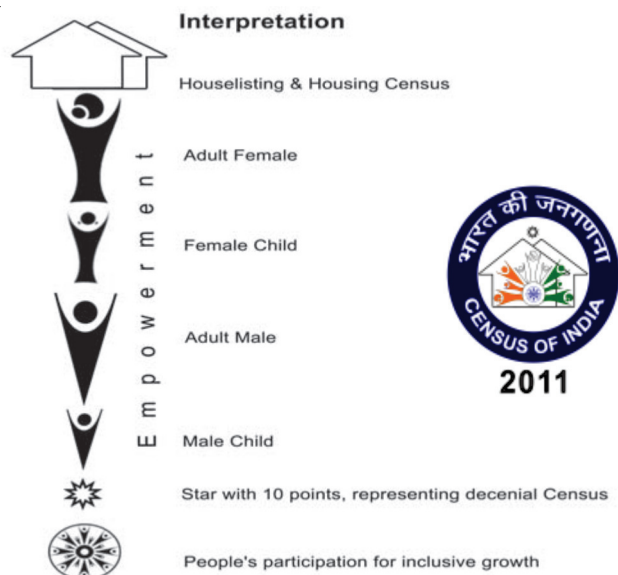 Interpretation
Houselisting & Housing Census
Adult Female
Female Child
Adult Male
Male Child
Star with 10 points, representing decenial Census
People's participation for inclusive growth
Empowerment
भारत की जनगणना
CENSUS OF INDIA
2011